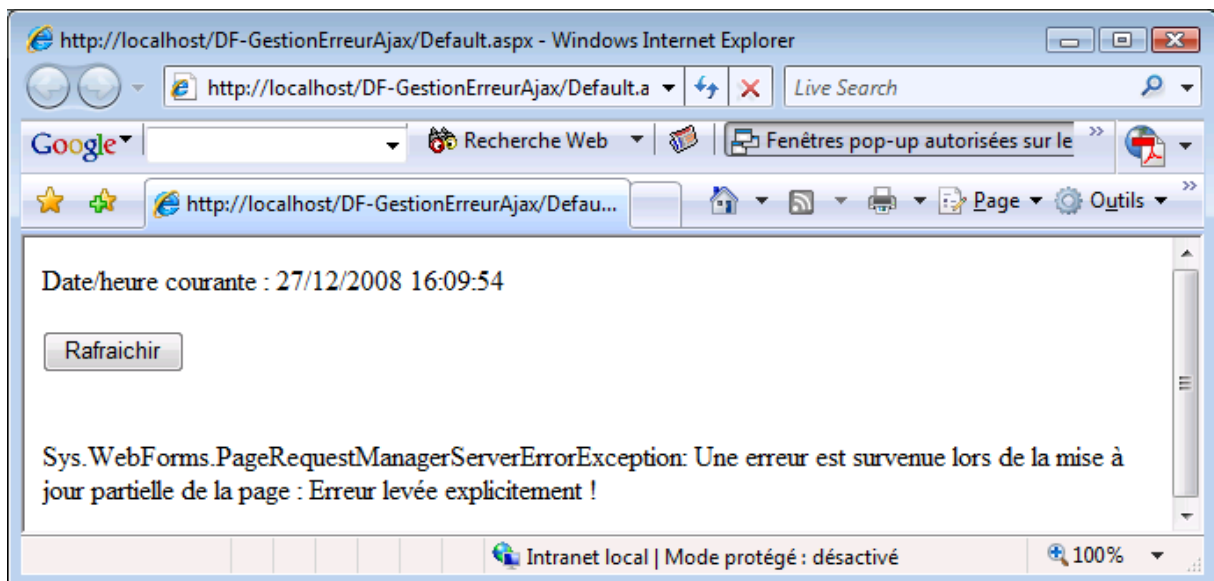 http://localhost/DF-GestionErreurAjax/Default.aspx - Windows Internet Explorer
http://localhost/DF-GestionErreurAjax/Default.a
Live Search
Google
Recherche Web
Fenêtres pop-up autorisées sur le
http://localhost/DF-GestionErreurAjax/Defau...
Page
Outils
Date/heure courante : 27/12/2008 16:09:54
Rafraichir
Sys.WebForms.PageRequestManagerServerErrorException: Une erreur est survenue lors de la mise à
jour partielle de la page : Erreur levée explicitement !
Intranet local | Mode protégé : désactivé
100%